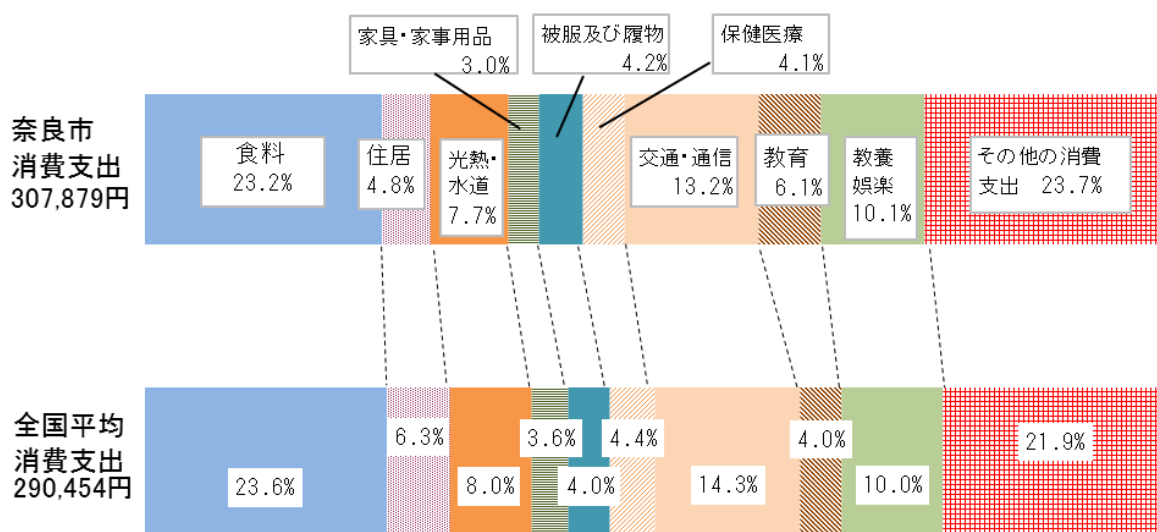 家具・家事用品
3.0%
被服及び履物
4.2%
保健医療
4.1%
奈良市
消費支出
307,879円
食料
23.2%
住居
4.8%
光熱・
水道
7.7%
交通・通信
13.2%
教育
6.1%
教養
娯楽
10.1%
その他の消費
支出 23.7%
全国平均
消費支出
290,454円
23.6%
6.3%
8.0%
3.6%
4.0%
4.4%
14.3%
4.0%
10.0%
21.9%